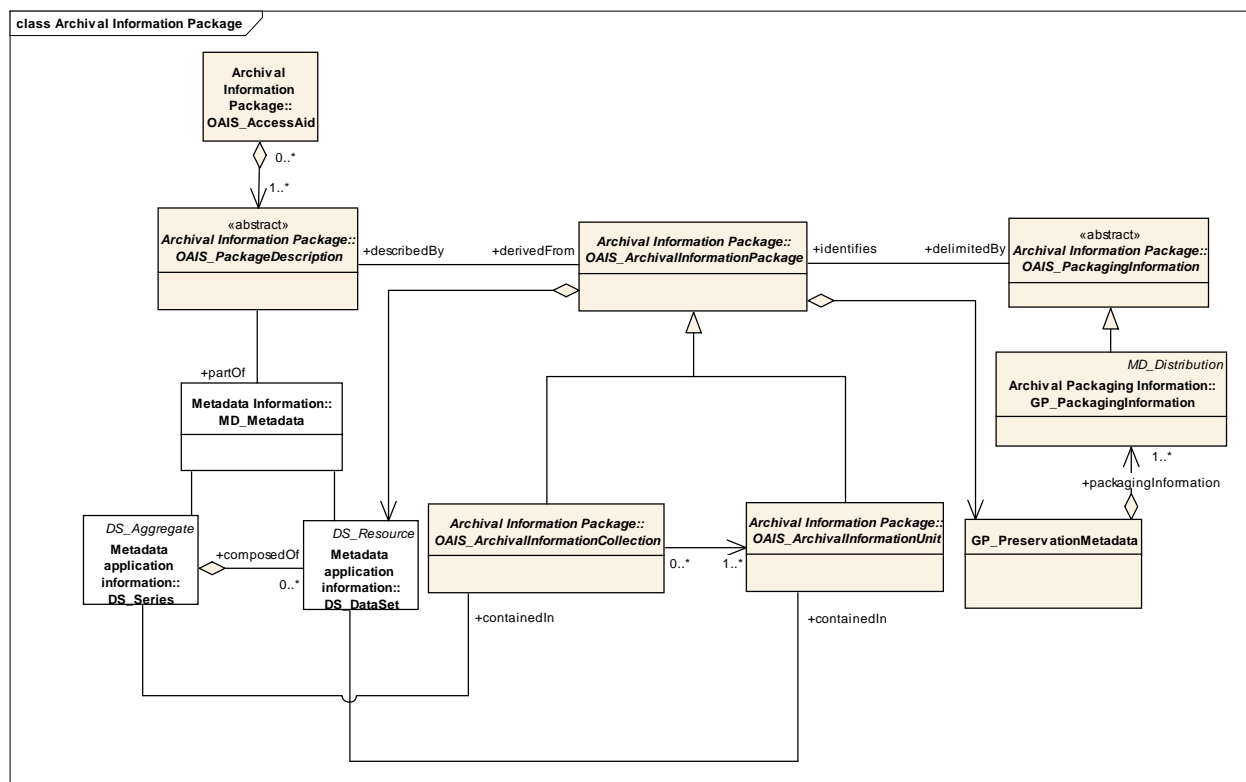 class Archival Information Package
Archival
Information
Package::
OAIS_AccessAid
0..*
1..*
«abstract»
Archival Information Package::
OAIS_PackageDescription
+describedBy
+derivedFrom
Archival Information Package::
OAIS_ArchivalInformationPackage
+identifies
+delimitedBy
«abstract»
Archival Information Package::
OAIS_PackagingInformation
MD_Distribution
Archival Packaging Information::
GP_PackagingInformation
1..*
+packagingInformation
+partOf
Metadata Information::
MD_Metadata
DS_Aggregate
Metadata
application
information::
DS_Series
+composedOf
0..*
DS_Resource
Metadata
application
information::
DS_DataSet
Archival Information Package::
OAIS_ArchivalInformationCollection
0..*
1..*
Archival Information Package::
OAIS_ArchivalInformationUnit
GP_PreservationMetadata
+containedIn
+containedIn